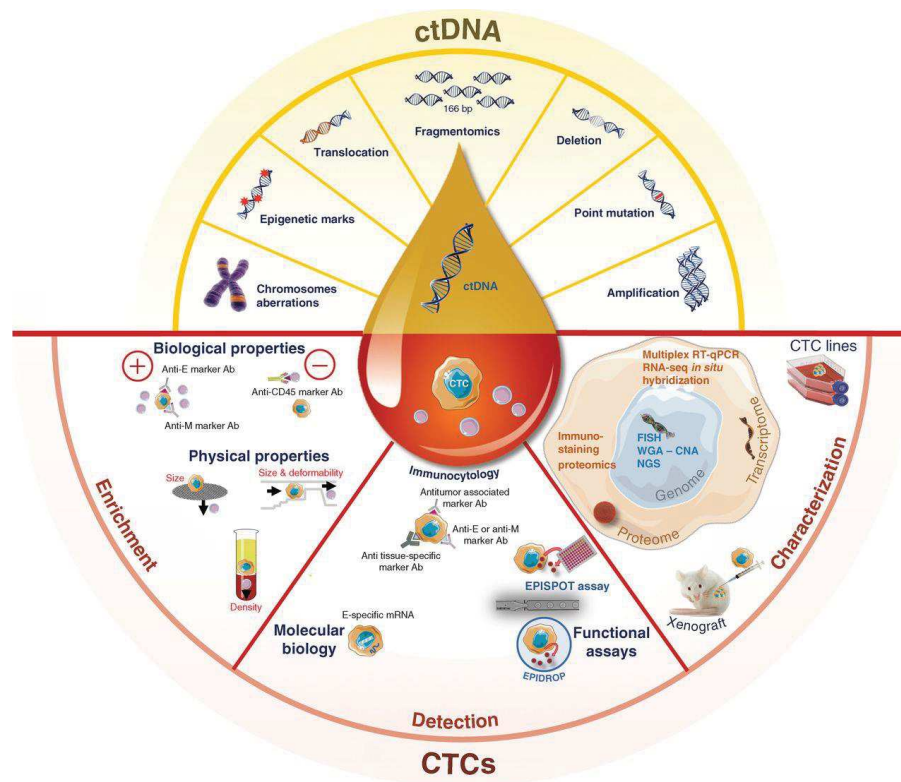 ctDNA
166 bp
Fragmentomics
Translocation
Deletion
Epigenetic marks
Point mutation
Chromosomes
aberrations
Amplification
ctDNA
Biological properties
Anti-E marker Ab
Anti-CD45 marker Ab
Anti-M marker Ab
Physical properties
Size
Size & deformability
Density
Enrichment
CTC
Immunocytology
Antitumor associated
marker Ab
Anti-E or anti-M
marker Ab
Anti tissue-specific
marker Ab
EPISPOT assay
E-specific mRNA
Molecular
biology
Functional
assays
EPIDROP
Detection
CTC lines
Multiplex RT-qPCR
RNA-seq in situ
hybridization
Immuno-
staining
proteomics
FISH
WGA – CNA
NGS
Genome
Transcriptome
Proteome
Xenograft
Characterization
CTCs